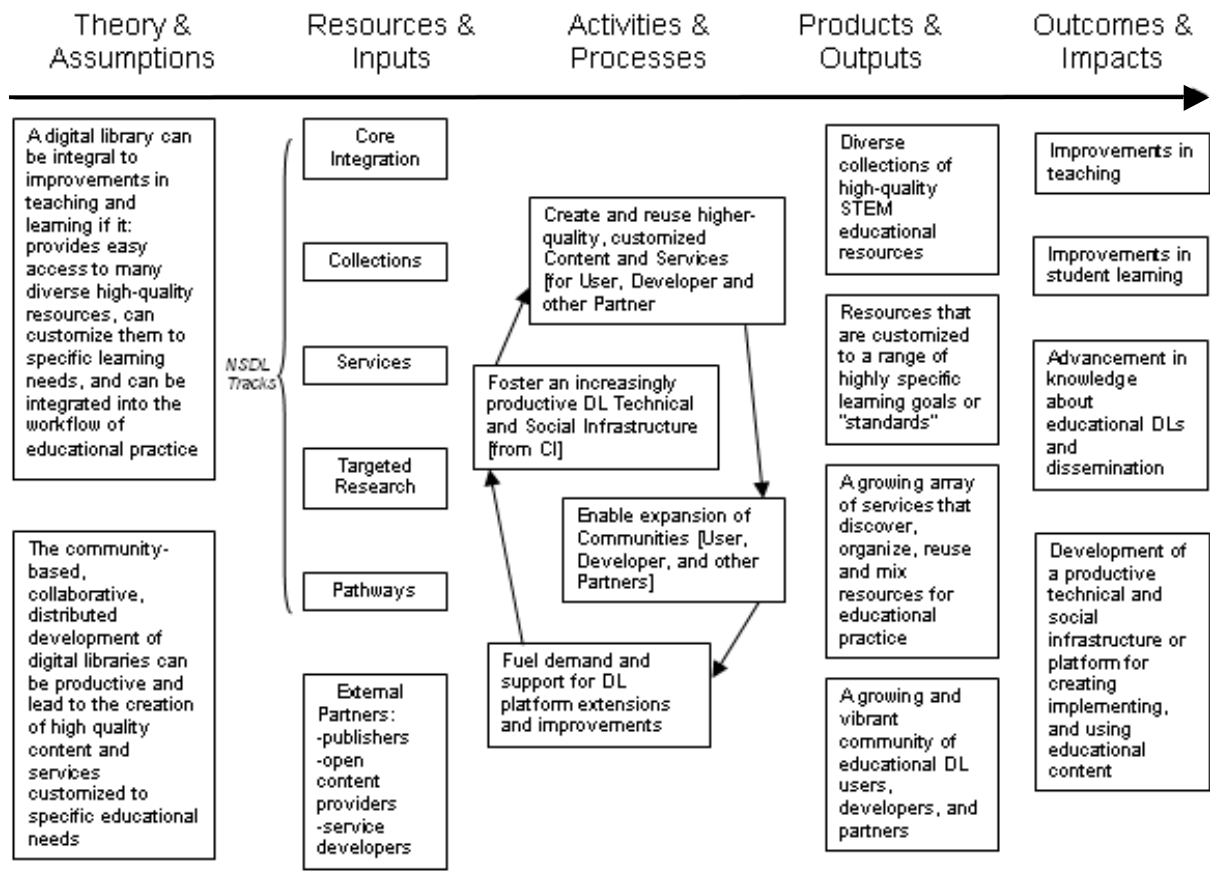 Theory &
Assumptions
Resources &
Inputs
Activities &
Processes
Products &
Outputs
Outcomes &
Impacts
A digital library can
be integral to
improvements in
teaching and
learning if it:
provides easy
access to many
diverse high-quality
resources, can
customize them to
specific learning
needs, and can be
integrated into the
workflow of
educational practice
The community-
based,
collaborative,
distributed
development of
digital libraries can
be productive and
lead to the creation
of high quality
content and
services
customized to
specific educational
needs
NSDL
Tracks
Core
Integration
Collections
Services
Targeted
Research
Pathways
External
Partners:
-publishers
-open
content
providers
-service
developers
Create and reuse higher-
quality, customized
Content and Services
[for User, Developer and
other Partner
Foster an increasingly
productive DL Technical
and Social Infrastructure
[from CI]
Enable expansion of
Communities [User,
Developer, and other
Partners]
Fuel demand and
support for DL
platform extensions
and improvements
Diverse
collections of
high-quality
STEM
educational
resources
Resources that
are customized
to a range of
highly specific
learning goals or
"standards"
A growing array
of services that
discover,
organize, reuse
and mix
resources for
educational
practice
A growing and
vibrant
community of
educational DL
users,
developers, and
partners
Improvements in
teaching
Improvements in
student learning
Advancement in
knowledge
about
educational DLs
and
dissemination
Development of
a productive
technical and
social
infrastructure or
platform for
creating
implementing,
and using
educational
content